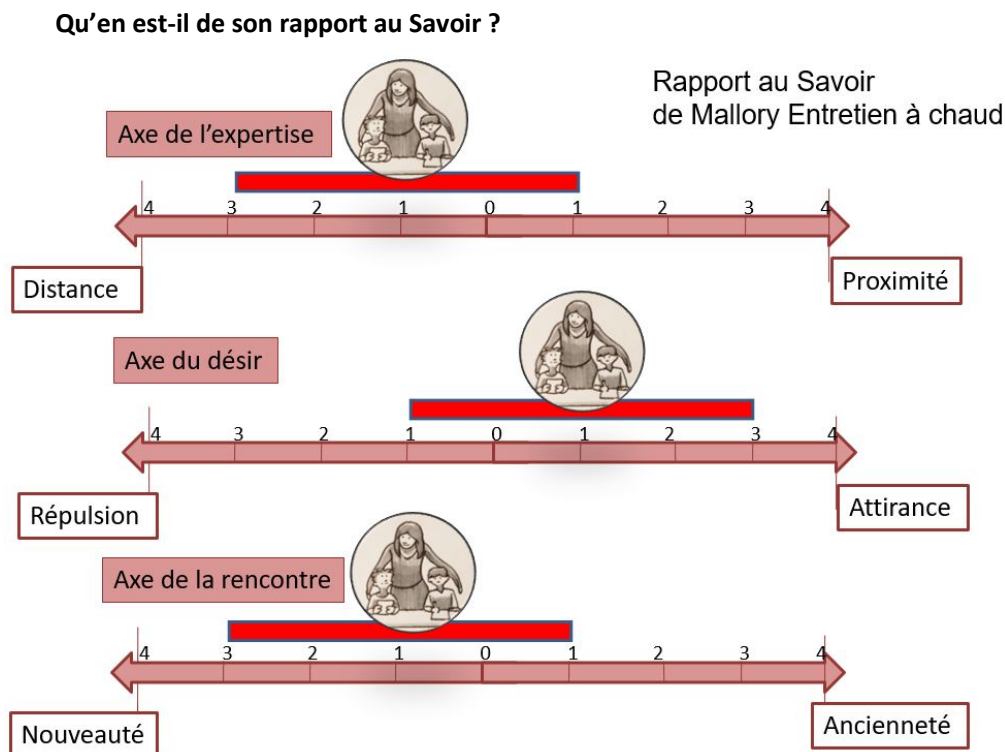 Qu’en est-il de son rapport au Savoir ?
Rapport au Savoir
de Mallory Entretien à chaud
Axe de l’expertise
4 3 2 1 0 1 2 3 4
Distance
Proximité
Axe du désir
4 3 2 1 0 1 2 3 4
Répulsion
Attirance
Axe de la rencontre
4 3 2 1 0 1 2 3 4
Nouveauté
Ancienneté